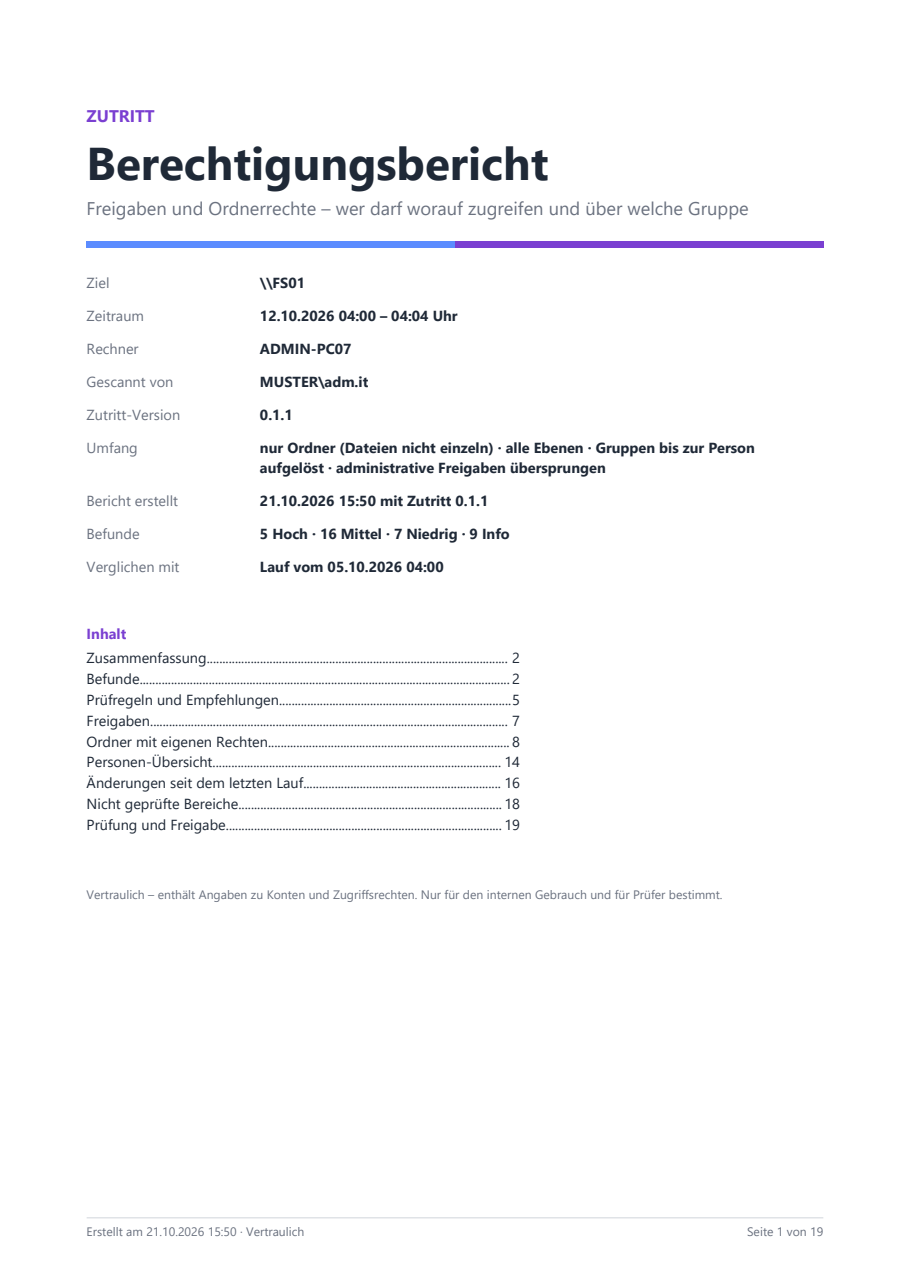 ZUTRITT
Berechtigungsbericht
Freigaben und Ordnerrechte – wer darf worauf zugreifen und über welche Gruppe
Ziel \\FS01
Zeitraum 12.10.2026 04:00 – 04:04 Uhr
Rechner ADMIN-PC07
Gescannt von MUSTER\adm.it
Zutritt-Version 0.1.1
Umfang nur Ordner (Dateien nicht einzeln) · alle Ebenen · Gruppen bis zur Person
aufgelöst · administrative Freigaben übersprungen
Bericht erstellt 21.10.2026 15:50 mit Zutritt 0.1.1
Befunde 5 Hoch · 16 Mittel · 7 Niedrig · 9 Info
Verglichen mit Lauf vom 05.10.2026 04:00
Inhalt
Zusammenfassung 2
Befunde 2
Prüfregeln und Empfehlungen 5
Freigaben 7
Ordner mit eigenen Rechten 8
Personen-Übersicht 14
Änderungen seit dem letzten Lauf 16
Nicht geprüfte Bereiche 18
Prüfung und Freigabe 19
Vertraulich – enthält Angaben zu Konten und Zugriffsrechten. Nur für den internen Gebrauch und für Prüfer bestimmt.
Erstellt am 21.10.2026 15:50 · Vertraulich Seite 1 von 19